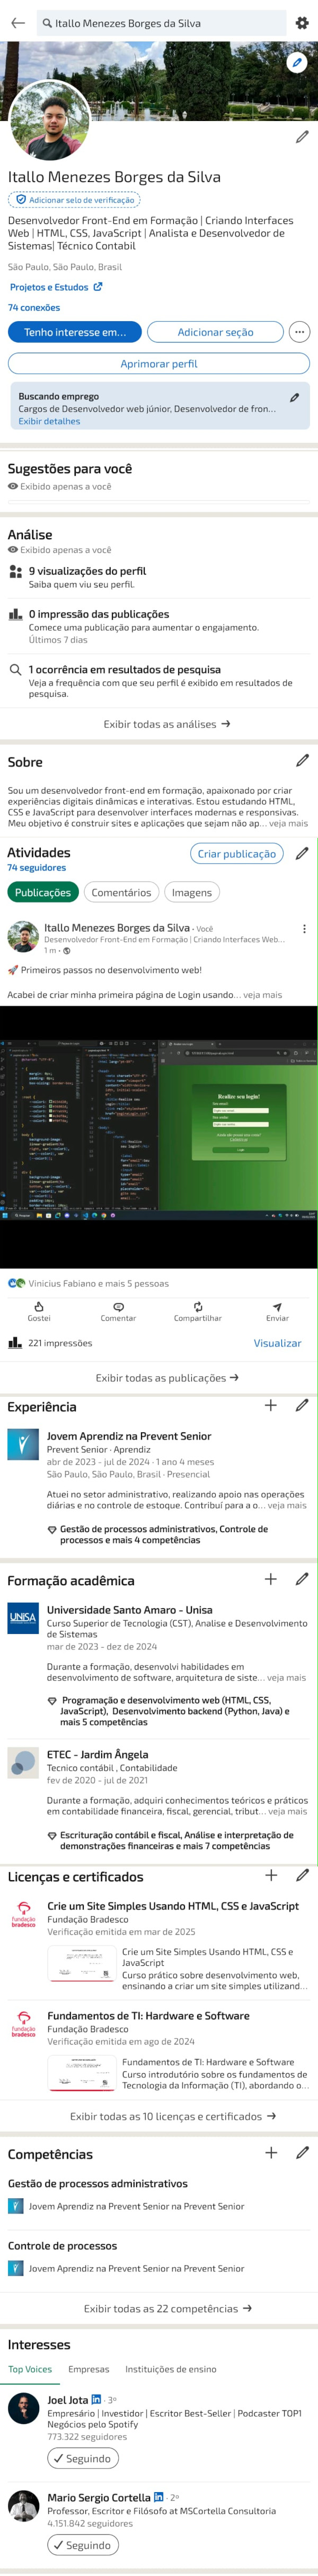 Itallo Menezes Borges da Silva
Itallo Menezes Borges da Silva
Adicionar selo de verificação
Desenvolvedor Front-End em Formação | Criando Interfaces
Web | HTML, CSS, JavaScript | Analista e Desenvolvedor de
Sistemas| Técnico Contabil
São Paulo, São Paulo, Brasil
Projetos e Estudos
74 conexões
Tenho interesse em...
Adicionar seção
Aprimorar perfil
Buscando emprego
Cargos de Desenvolvedor web júnior, Desenvolvedor de fron...
Exibir detalhes
Sugestões para você
Exibido apenas a você
Análise
Exibido apenas a você
9 visualizações do perfil
Saiba quem viu seu perfil.
0 impressão das publicações
Comece uma publicação para aumentar o engajamento.
Últimos 7 dias
1 ocorrência em resultados de pesquisa
Veja a frequência com que seu perfil é exibido em resultados de
pesquisa.
Exibir todas as análises →
Sobre
Sou um desenvolvedor front-end em formação, apaixonado por criar
experiências digitais dinâmicas e interativas. Estou estudando HTML,
CSS e JavaScript para desenvolver interfaces modernas e responsivas.
Meu objetivo é construir sites e aplicações que sejam não ap... veja mais
Atividades
Criar publicação
74 seguidores
Publicações
Comentários
Imagens
Itallo Menezes Borges da Silva • Você
Desenvolvedor Front-End em Formação | Criando Interfaces Web...
1 m •
🚀 Primeiros passos no desenvolvimento web!
Acabei de criar minha primeira página de Login usando... veja mais
Realize seu login!
Vinicius Fabiano e mais 5 pessoas
Gostei
Comentar
Compartilhar
Enviar
221 impressões
Visualizar
Exibir todas as publicações →
Experiência
Jovem Aprendiz na Prevent Senior
Prevent Senior · Aprendiz
abr de 2023 - jul de 2024 · 1 ano 4 meses
São Paulo, São Paulo, Brasil · Presencial
Atuei no setor administrativo, realizando apoio nas operações
diárias e no controle de estoque. Contribuí para a o... veja mais
Gestão de processos administrativos, Controle de
processos e mais 4 competências
Formação acadêmica
UNISA
Universidade Santo Amaro - Unisa
Curso Superior de Tecnologia (CST), Analise e Desenvolvimento
de Sistemas
mar de 2023 - dez de 2024
Durante a formação, desenvolvi habilidades em
desenvolvimento de software, arquitetura de siste... veja mais
Programação e desenvolvimento web (HTML, CSS,
JavaScript), Desenvolvimento backend (Python, Java) e
mais 5 competências
ETEC - Jardim Ângela
Tecnico contábil , Contabilidade
fev de 2020 - jul de 2021
Durante a formação, adquiri conhecimentos teóricos e práticos
em contabilidade financeira, fiscal, gerencial, tribut... veja mais
Escrituração contábil e fiscal, Análise e interpretação de
demonstrações financeiras e mais 7 competências
Licenças e certificados
fundação
bradesco
Crie um Site Simples Usando HTML, CSS e JavaScript
Fundação Bradesco
Verificação emitida em mar de 2025
Crie um Site Simples Usando HTML, CSS e
JavaScript
Curso prático sobre desenvolvimento web,
ensinando a criar um site simples utilizand...
fundação
bradesco
Fundamentos de TI: Hardware e Software
Fundação Bradesco
Verificação emitida em ago de 2024
Fundamentos de TI: Hardware e Software
Curso introdutório sobre os fundamentos de
Tecnologia da Informação (TI), abordando o...
Exibir todas as 10 licenças e certificados →
Competências
Gestão de processos administrativos
Jovem Aprendiz na Prevent Senior na Prevent Senior
Controle de processos
Jovem Aprendiz na Prevent Senior na Prevent Senior
Exibir todas as 22 competências →
Interesses
Top Voices
Empresas
Instituições de ensino
Joel Jota in · 3º
Empresário | Investidor | Escritor Best-Seller | Podcaster TOP1
Negócios pelo Spotify
773.322 seguidores
Seguindo
Mario Sergio Cortella in · 2º
Professor, Escritor e Filósofo at MSCortella Consultoria
4.151.842 seguidores
Seguindo